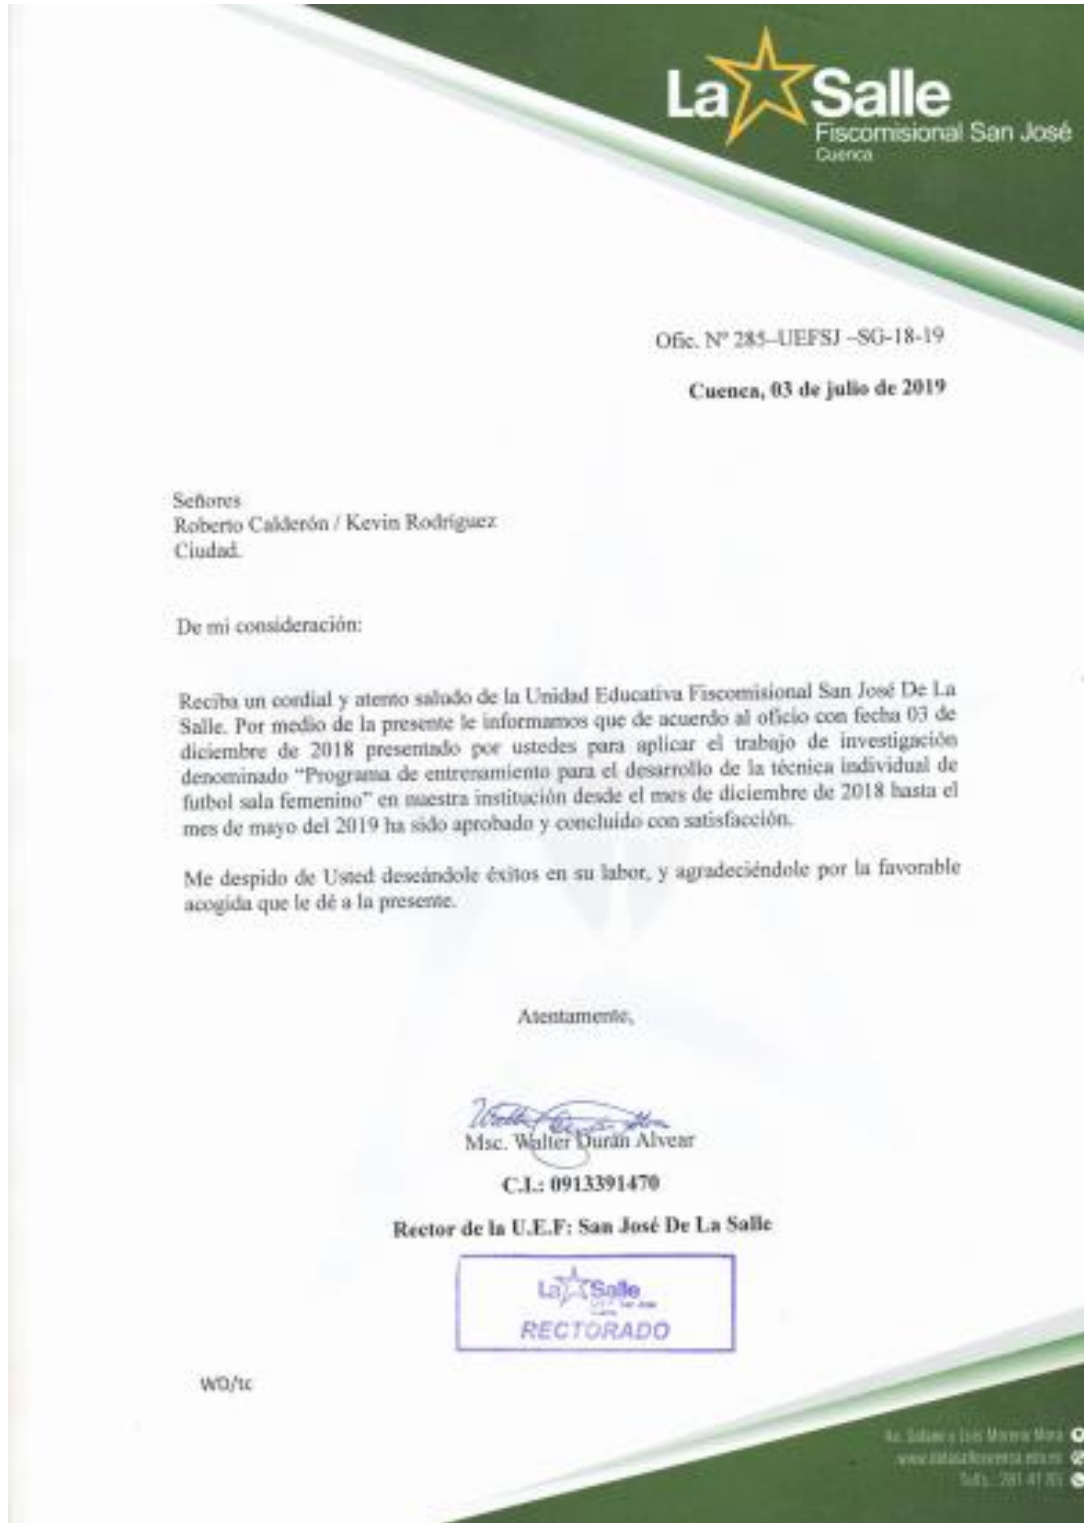 La Salle
Fiscomisional San José
Cuenca
Ofic. Nº 285–UEFSJ –SG-18-19
Cuenca, 03 de julio de 2019
Señores
Roberto Calderón / Kevin Rodríguez
Ciudad.
De mi consideración:
Reciba un cordial y atento saludo de la Unidad Educativa Fiscomisional San José De La
Salle. Por medio de la presente le informamos que de acuerdo al oficio con fecha 03 de
diciembre de 2018 presentado por ustedes para aplicar el trabajo de investigación
denominado “Programa de entrenamiento para el desarrollo de la técnica individual de
futbol sala femenino” en nuestra institución desde el mes de diciembre de 2018 hasta el
mes de mayo del 2019 ha sido aprobado y concluido con satisfacción.
Me despido de Usted deseándole éxitos en su labor, y agradeciéndole por la favorable
acogida que le dé a la presente.
Atentamente,
Msc. Walter Durán Alvear
C.I.: 0913391470
Rector de la U.E.F: San José De La Salle
La Salle
RECTORADO
WD/tc